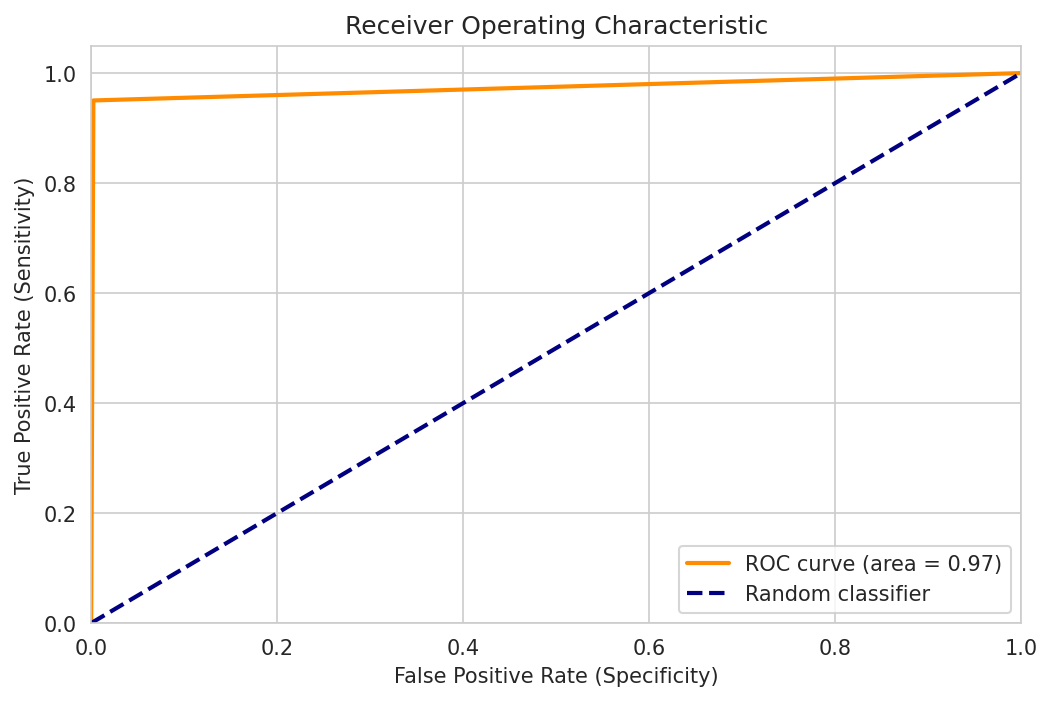 Receiver Operating Characteristic
True Positive Rate (Sensitivity)
1.0
0.8
0.6
0.4
0.2
0.0
0.0 0.2 0.4 0.6 0.8 1.0
False Positive Rate (Specificity)
ROC curve (area = 0.97)
Random classifier